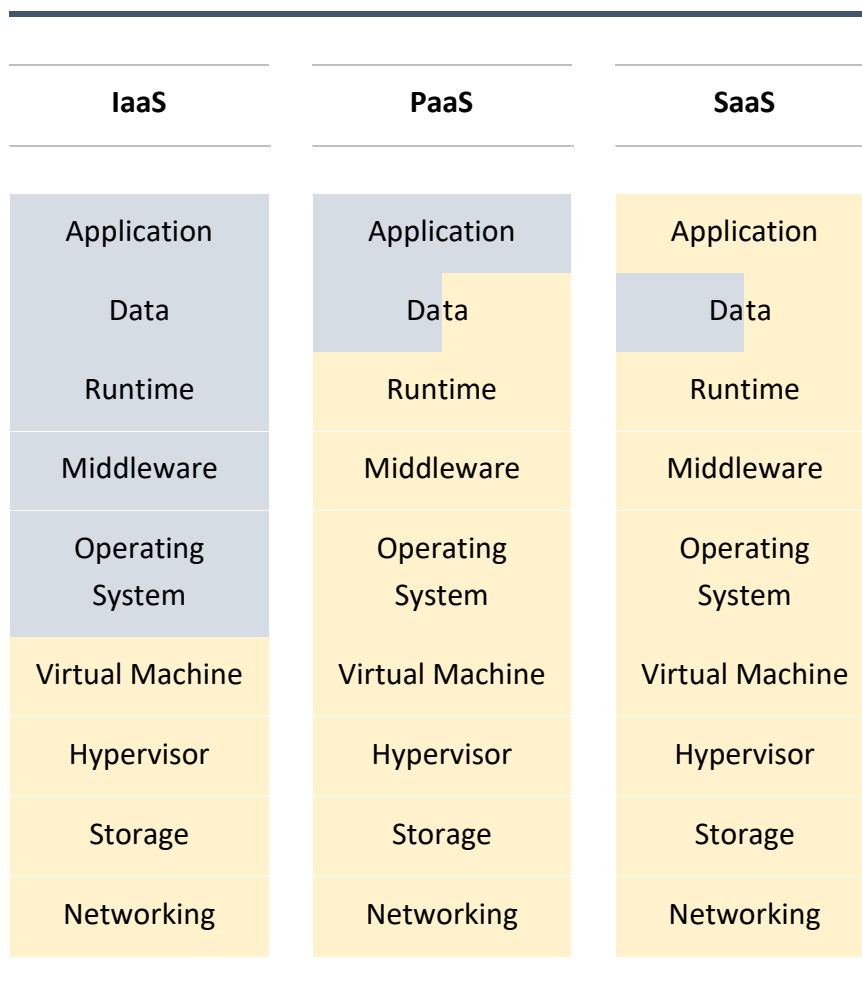 IaaS PaaS SaaS
Application Application Application
Data Data Data
Runtime Runtime Runtime
Middleware Middleware Middleware
Operating Operating Operating
System System System
Virtual Machine Virtual Machine Virtual Machine
Hypervisor Hypervisor Hypervisor
Storage Storage Storage
Networking Networking Networking